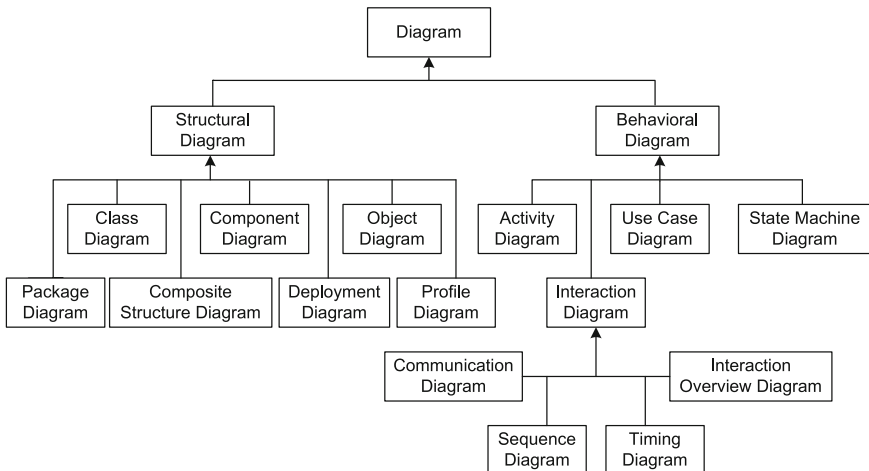 Diagram
Structural
Diagram
Behavioral
Diagram
Class
Diagram
Component
Diagram
Object
Diagram
Activity
Diagram
Use Case
Diagram
State Machine
Diagram
Package
Diagram
Composite
Structure Diagram
Deployment
Diagram
Profile
Diagram
Interaction
Diagram
Communication
Diagram
Interaction
Overview Diagram
Sequence
Diagram
Timing
Diagram